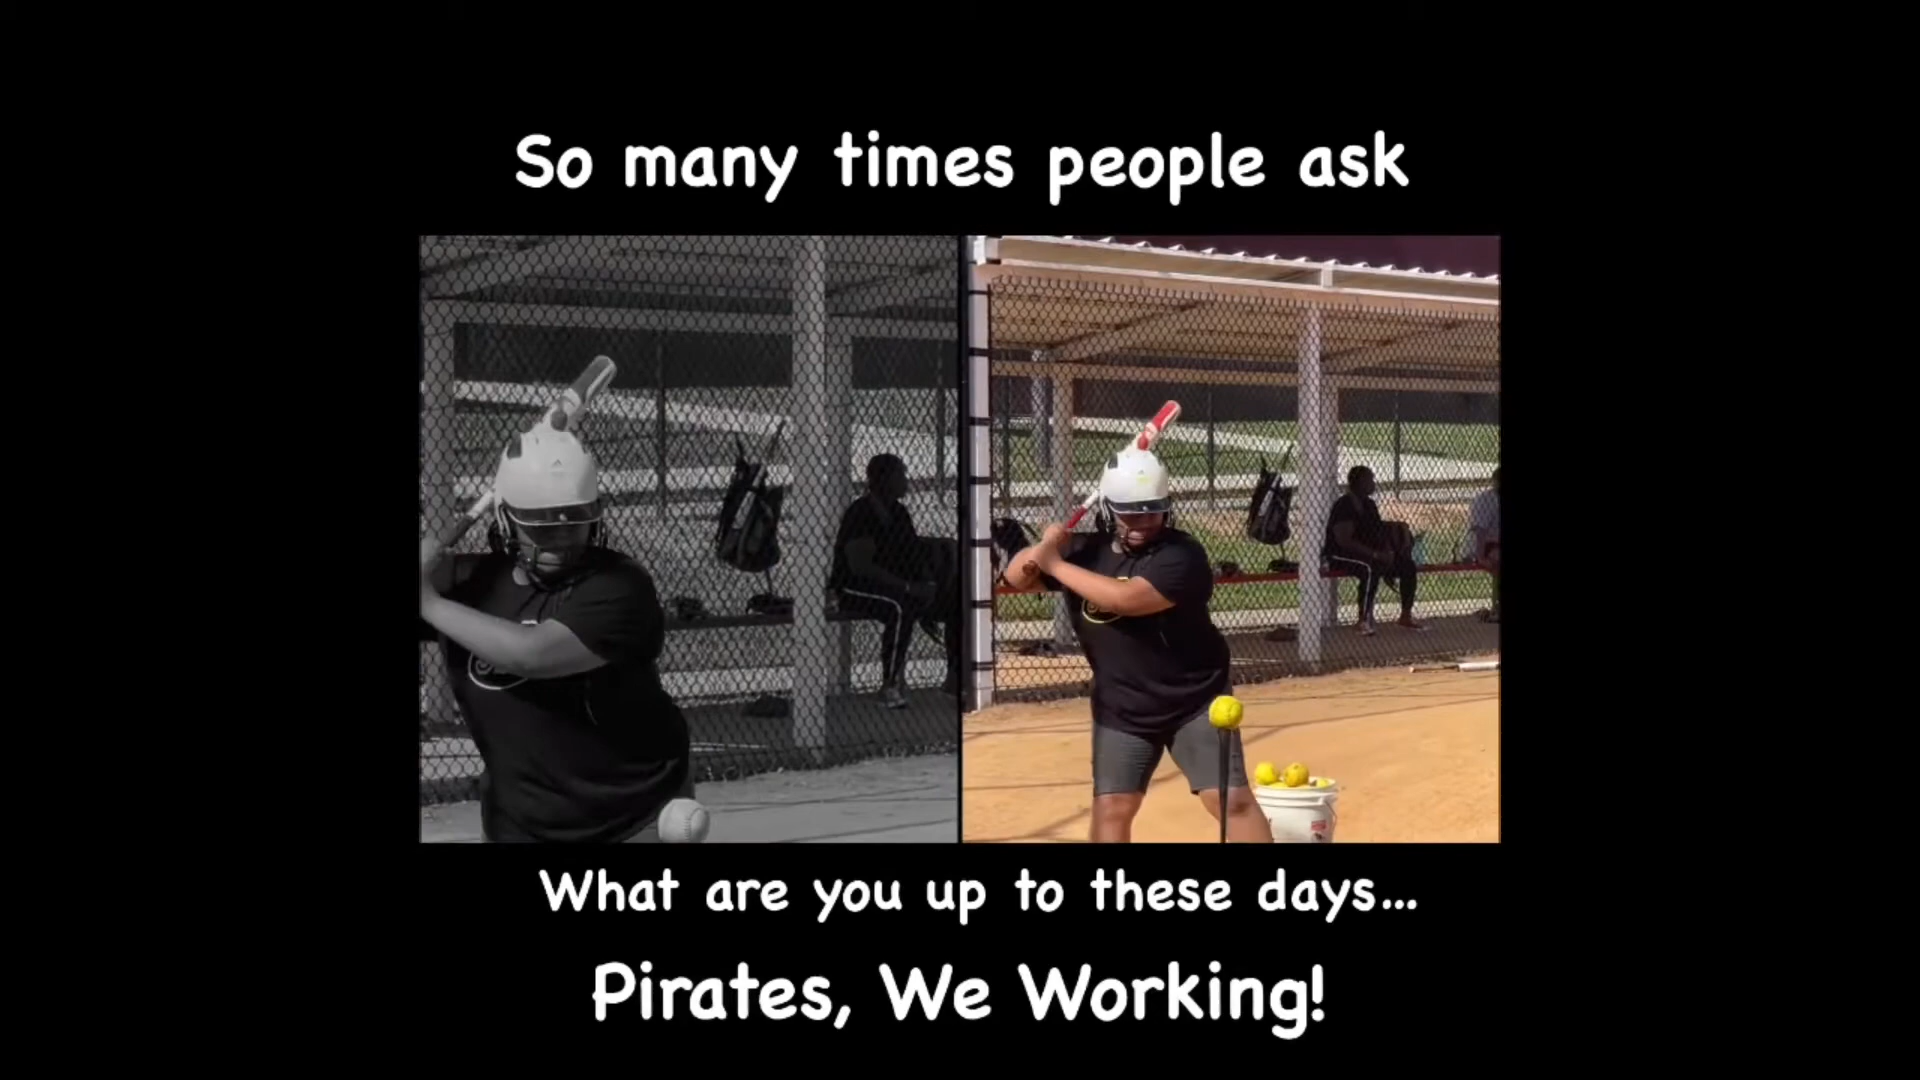 So many times people ask
What are you up to these days...
Pirates, We Working!